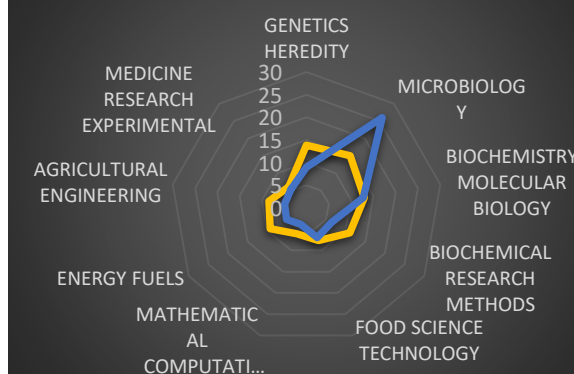 GENETICS
HEREDITY
MICROBIOLOG
Y
BIOCHEMISTRY
MOLECULAR
BIOLOGY
BIOCHEMICAL
RESEARCH
METHODS
FOOD SCIENCE
TECHNOLOGY
MATHEMATIC
AL
COMPUTATI...
ENERGY FUELS
AGRICULTURAL
ENGINEERING
MEDICINE
RESEARCH
EXPERIMENTAL
30
25
20
15
10
5
0